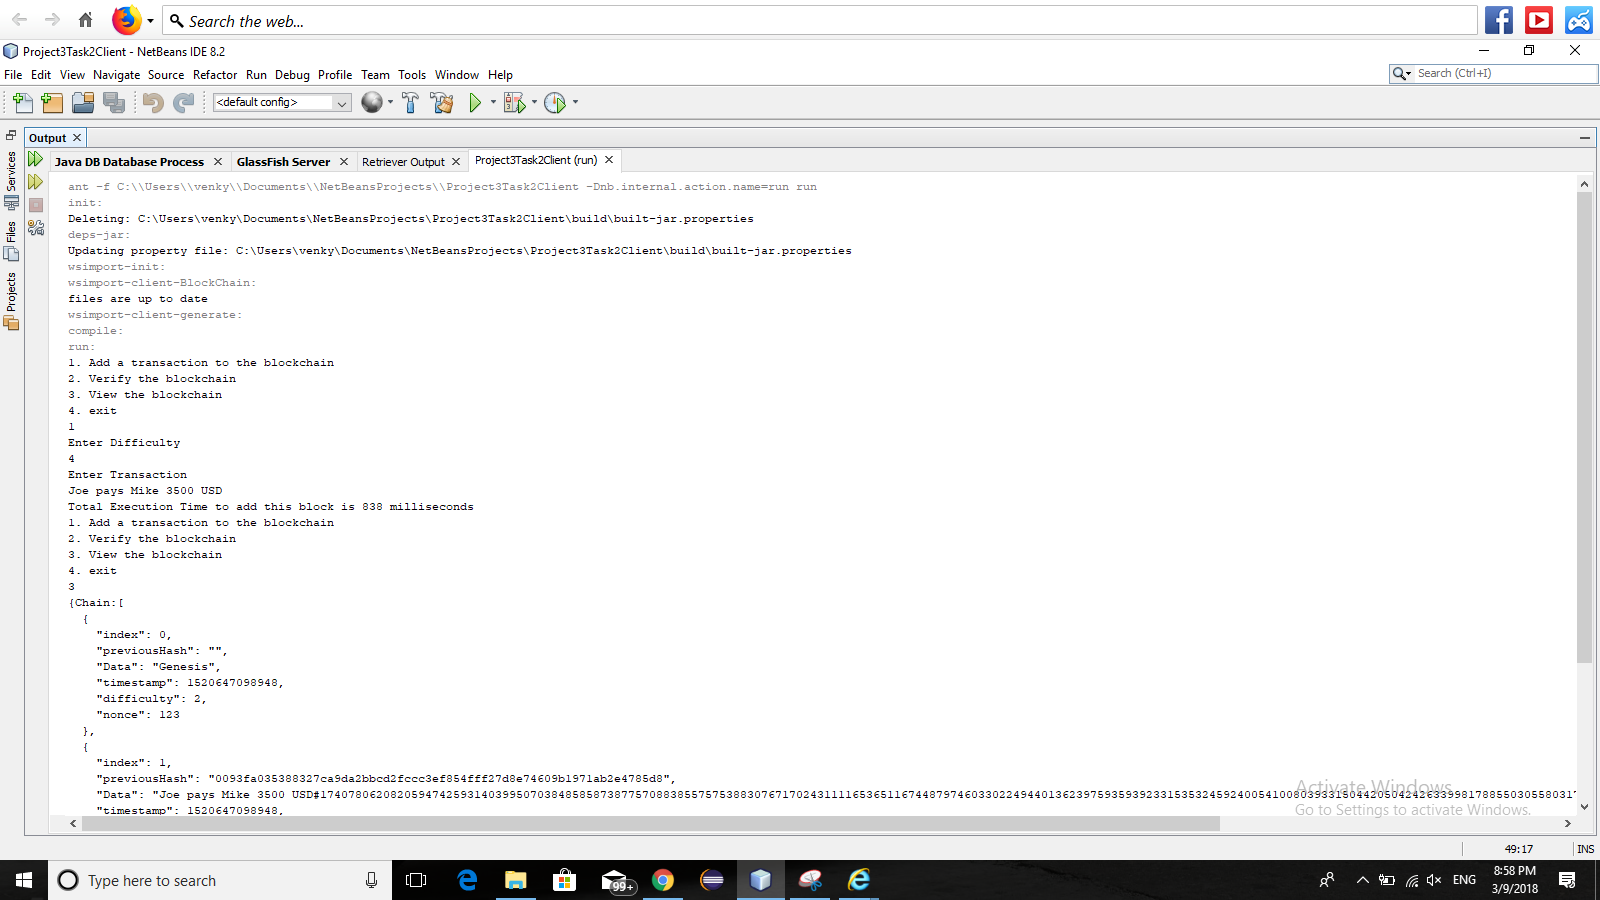 Search the web...
Project3Task2Client - NetBeans IDE 8.2
File Edit View Navigate Source Refactor Run Debug Profile Team Tools Window Help
Search (Ctrl+I)
<default config>
Output
Java DB Database Process
GlassFish Server
Retriever Output
Project3Task2Client (run)
Services
Files
Projects
ant -f C:\\Users\\venky\\Documents\\NetBeansProjects\\Project3Task2Client -Dnb.internal.action.name=run run
init:
Deleting: C:\Users\venky\Documents\NetBeansProjects\Project3Task2Client\build\built-jar.properties
deps-jar:
Updating property file: C:\Users\venky\Documents\NetBeansProjects\Project3Task2Client\build\built-jar.properties
wsimport-init:
wsimport-client-BlockChain:
files are up to date
wsimport-client-generate:
compile:
run:
1. Add a transaction to the blockchain
2. Verify the blockchain
3. View the blockchain
4. exit
1
Enter Difficulty
4
Enter Transaction
Joe pays Mike 3500 USD
Total Execution Time to add this block is 838 milliseconds
1. Add a transaction to the blockchain
2. Verify the blockchain
3. View the blockchain
4. exit
3
{Chain:[
{
"index": 0,
"previousHash": "",
"Data": "Genesis",
"timestamp": 1520647098948,
"difficulty": 2,
"nonce": 123
},
{
"index": 1,
"previousHash": "0093fa035388327ca9da2bbcd2fccc3ef854fff27d8e74609b1971ab2e4785d8",
"Data": "Joe pays Mike 3500
"timestamp": 1520647098948,
Activate Windows
Go to Settings to activate Windows.
49:17
INS
Type here to search
99+
ENG
8:58 PM
3/9/2018